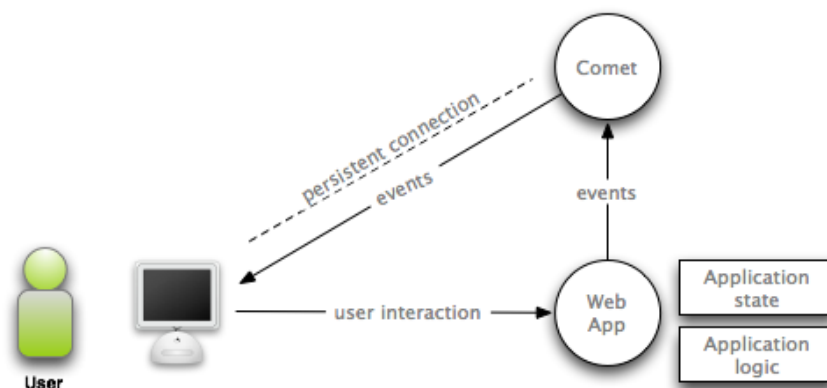 Comet
persistent connection
events
events
user interaction
Web
App
Application
state
Application
logic
User